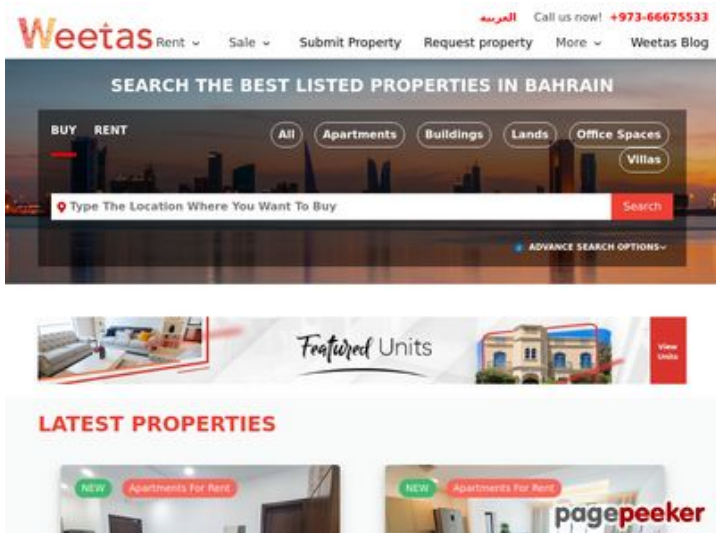 العربية Call us now! +973-66675533
Weetas Rent Sale Submit Property Request property More Weetas Blog
SEARCH THE BEST LISTED PROPERTIES IN BAHRAIN
BUY RENT All Apartments Buildings Lands Office Spaces
Villas
Type The Location Where You Want To Buy Search
ADVANCE SEARCH OPTIONS
Featured Units View Units
LATEST PROPERTIES
NEW Apartments For Rent NEW Apartments For Rent
pagepeeker